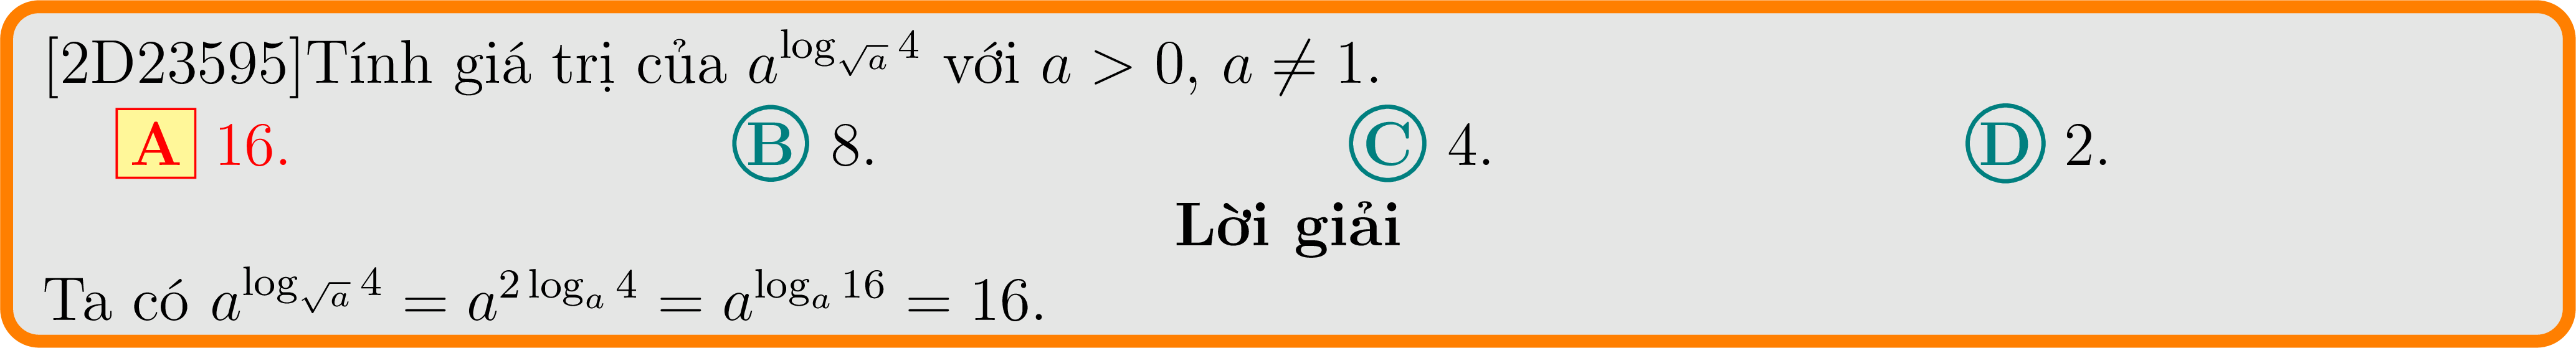 [2D23595]Tính giá trị của $a^{\log_{\sqrt{a}} 4}$ với $a > 0$, $a \neq 1$.
A 16. B 8. C 4. D 2.
Lời giải
Ta có $a^{\log_{\sqrt{a}} 4} = a^{2 \log_a 4} = a^{\log_a 16} = 16$.